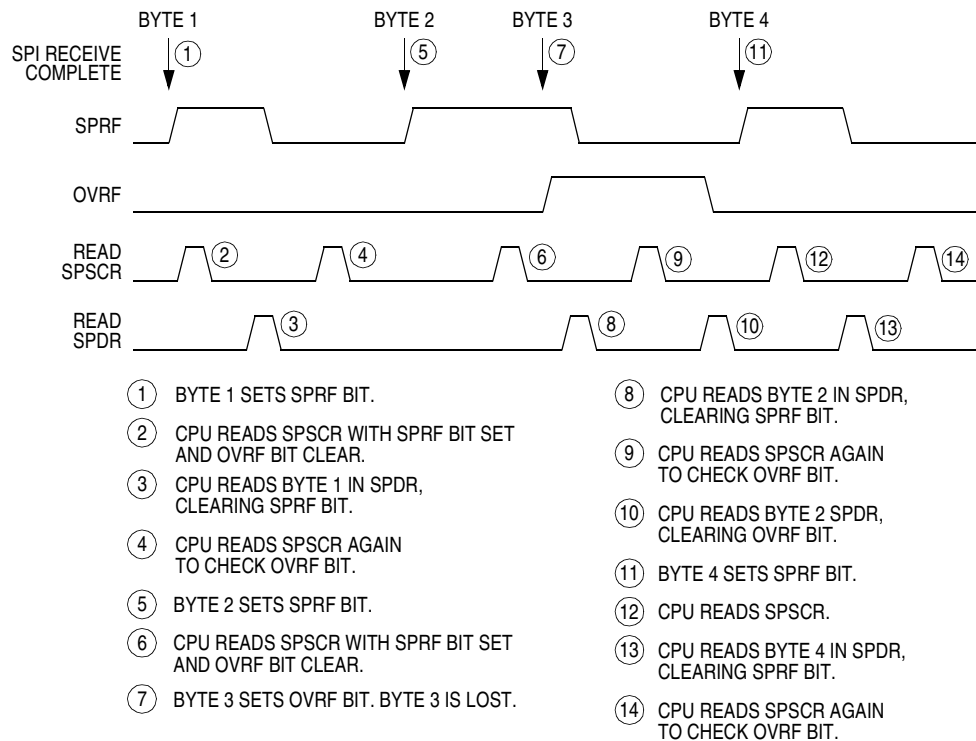 BYTE 1 BYTE 2 BYTE 3 BYTE 4
SPI RECEIVE
COMPLETE
1 5 7 11
SPRF
OVRF
READ
SPSCR
2 4 6 9 12 14
READ
SPDR
3 8 10 13
1 BYTE 1 SETS SPRF BIT.
2 CPU READS SPSCR WITH SPRF BIT SET
AND OVRF BIT CLEAR.
3 CPU READS BYTE 1 IN SPDR,
CLEARING SPRF BIT.
4 CPU READS SPSCR AGAIN
TO CHECK OVRF BIT.
5 BYTE 2 SETS SPRF BIT.
6 CPU READS SPSCR WITH SPRF BIT SET
AND OVRF BIT CLEAR.
7 BYTE 3 SETS OVRF BIT. BYTE 3 IS LOST.
8 CPU READS BYTE 2 IN SPDR,
CLEARING SPRF BIT.
9 CPU READS SPSCR AGAIN
TO CHECK OVRF BIT.
10 CPU READS BYTE 2 SPDR,
CLEARING OVRF BIT.
11 BYTE 4 SETS SPRF BIT.
12 CPU READS SPSCR.
13 CPU READS BYTE 4 IN SPDR,
CLEARING SPRF BIT.
14 CPU READS SPSCR AGAIN
TO CHECK OVRF BIT.